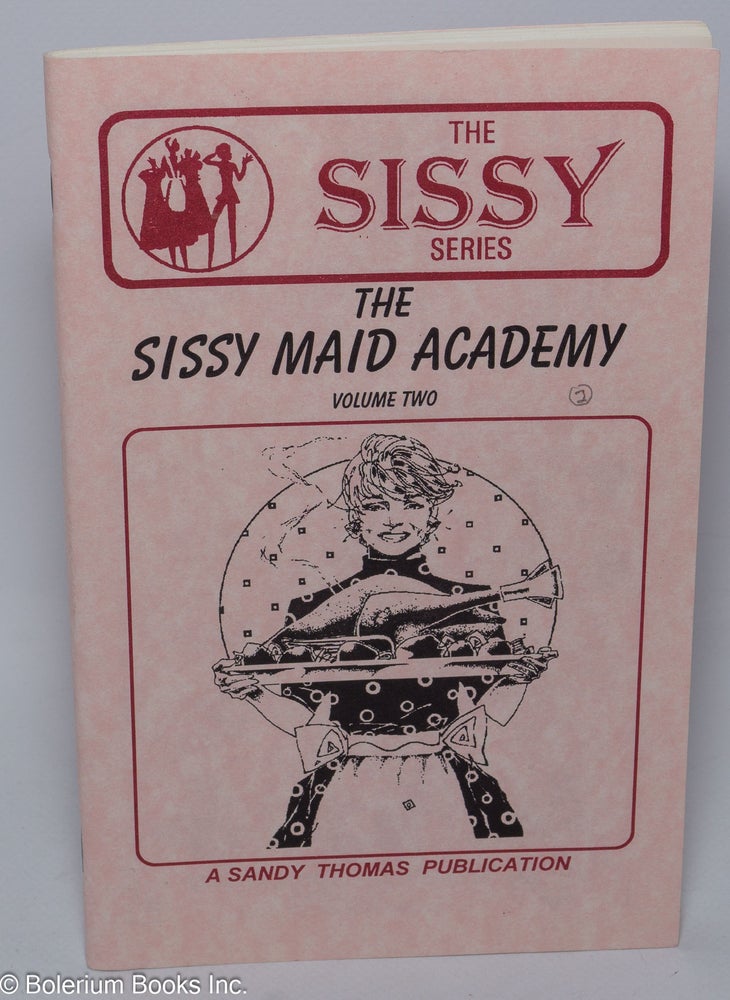 THE
SISSY
SERIES
THE
SISSY MAID ACADEMY
VOLUME TWO
2
A SANDY THOMAS PUBLICATION
© Bolerium Books Inc.